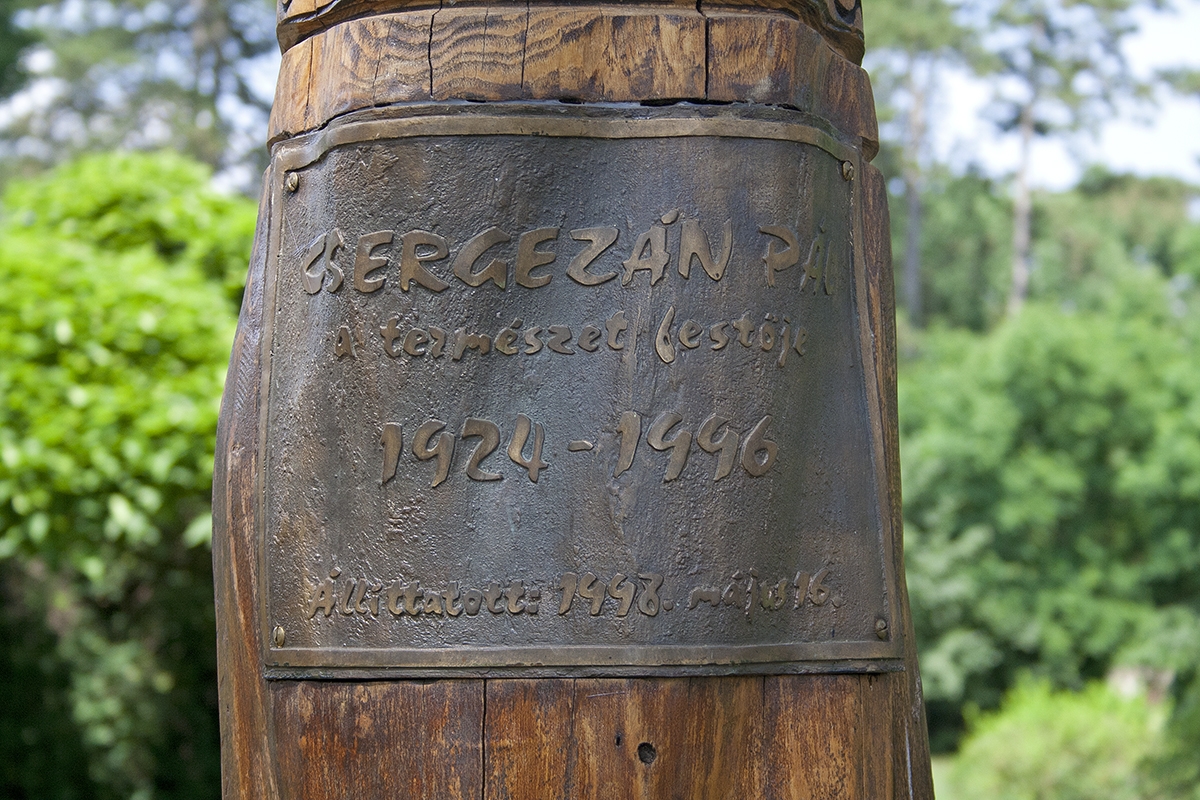 CSERGEZÁN PÁL
a természet festője
1924-1996
Állíttatott: 1998. május 16.